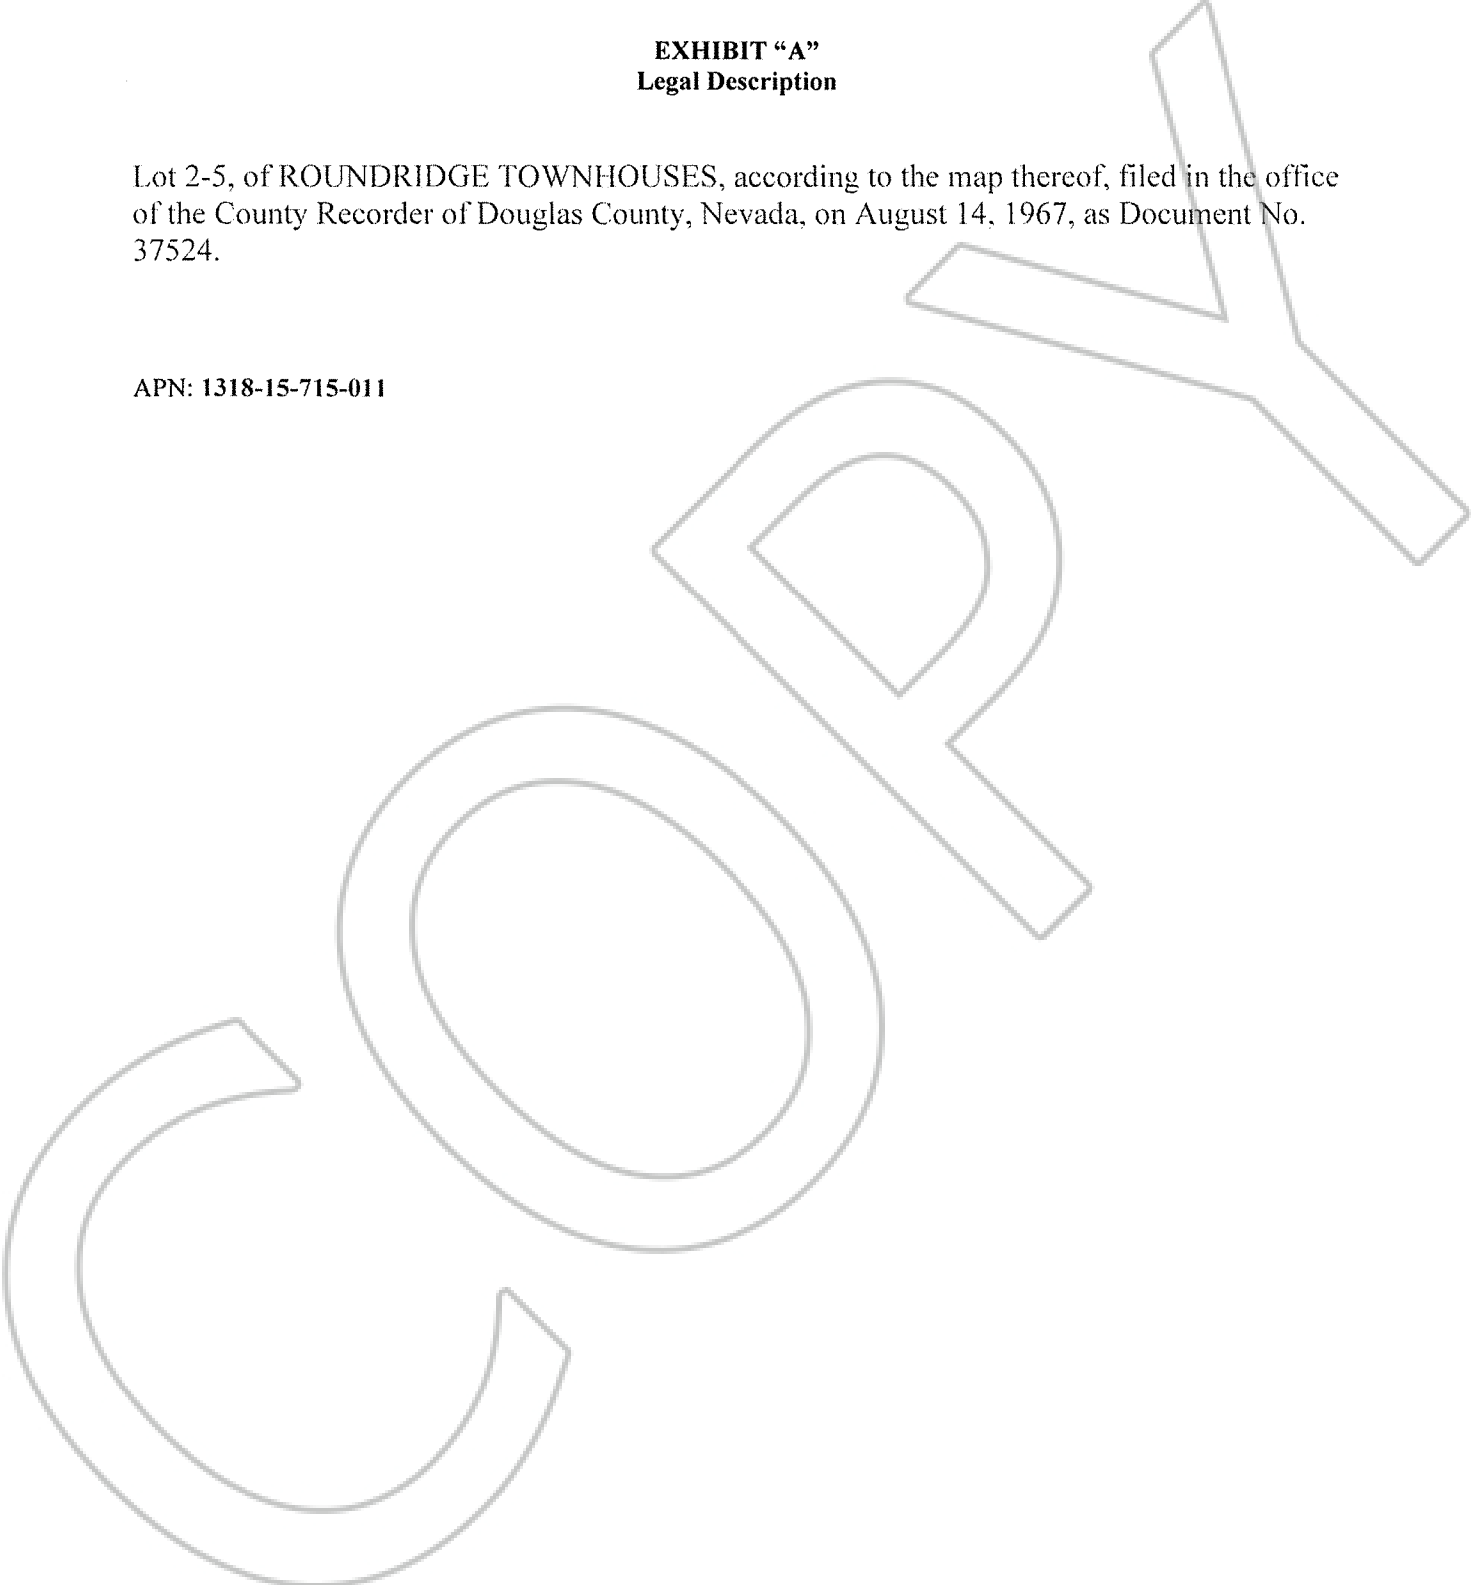 EXHIBIT “A”
Legal Description
Lot 2-5, of ROUNDRIDGE TOWNHOUSES, according to the map thereof, filed in the office
of the County Recorder of Douglas County, Nevada, on August 14, 1967, as Document No.
37524.
APN: 1318-15-715-011
COPY